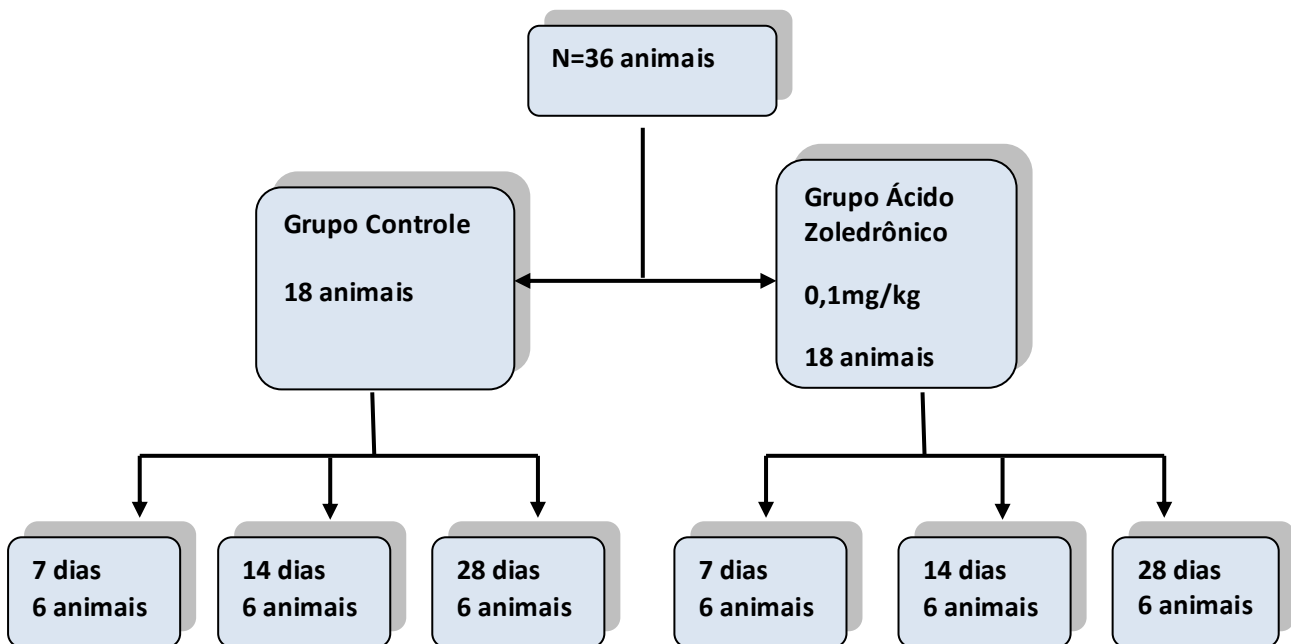 N=36 animais
Grupo Controle
18 animais
Grupo Ácido
Zoledrônico
0,1mg/kg
18 animais
7 dias
6 animais
14 dias
6 animais
28 dias
6 animais
7 dias
6 animais
14 dias
6 animais
28 dias
6 animais